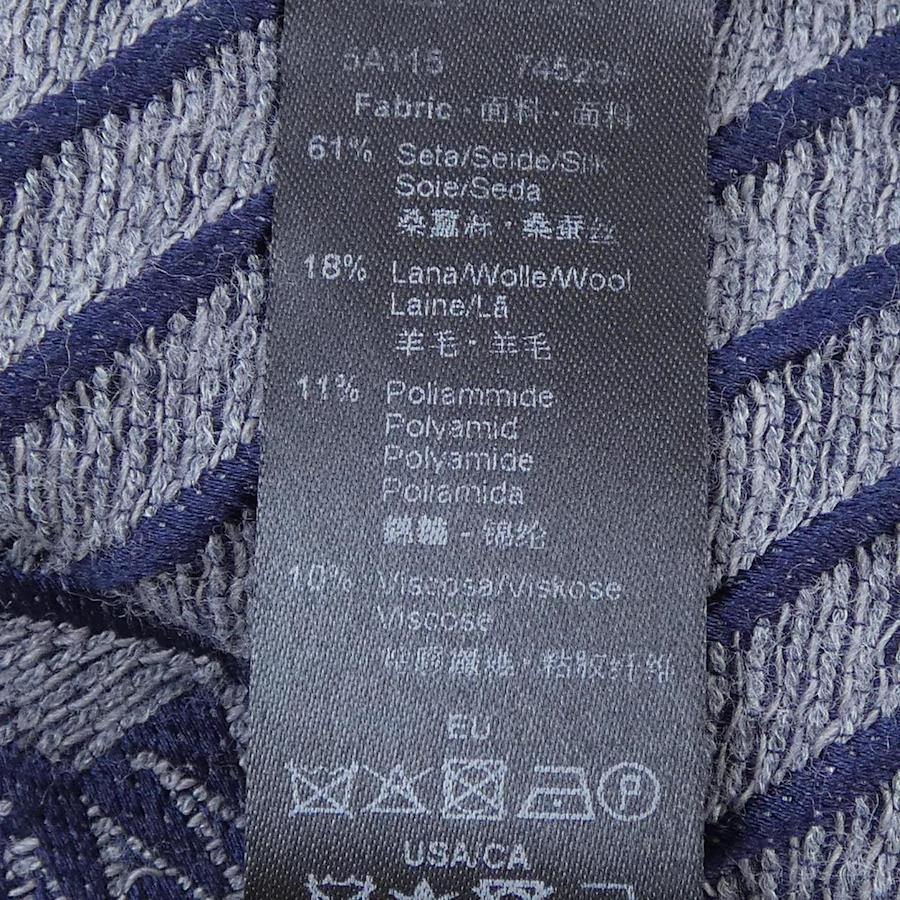 5A115
Fabric · 面料 · 面料
61% Seta/Seide/Silk
Soie/Seda
桑蠶絲 · 桑蚕丝
18% Lana/Wolle/Wool
Laine/Lã
羊毛 · 羊毛
11% Poliammide
Polyamid
Polyamide
Poliamida
錦綸 - 锦纶
10% Viscosa/Viskose
Viscose
粘膠纖維 · 粘胶纤维
EU
P
USA/CA